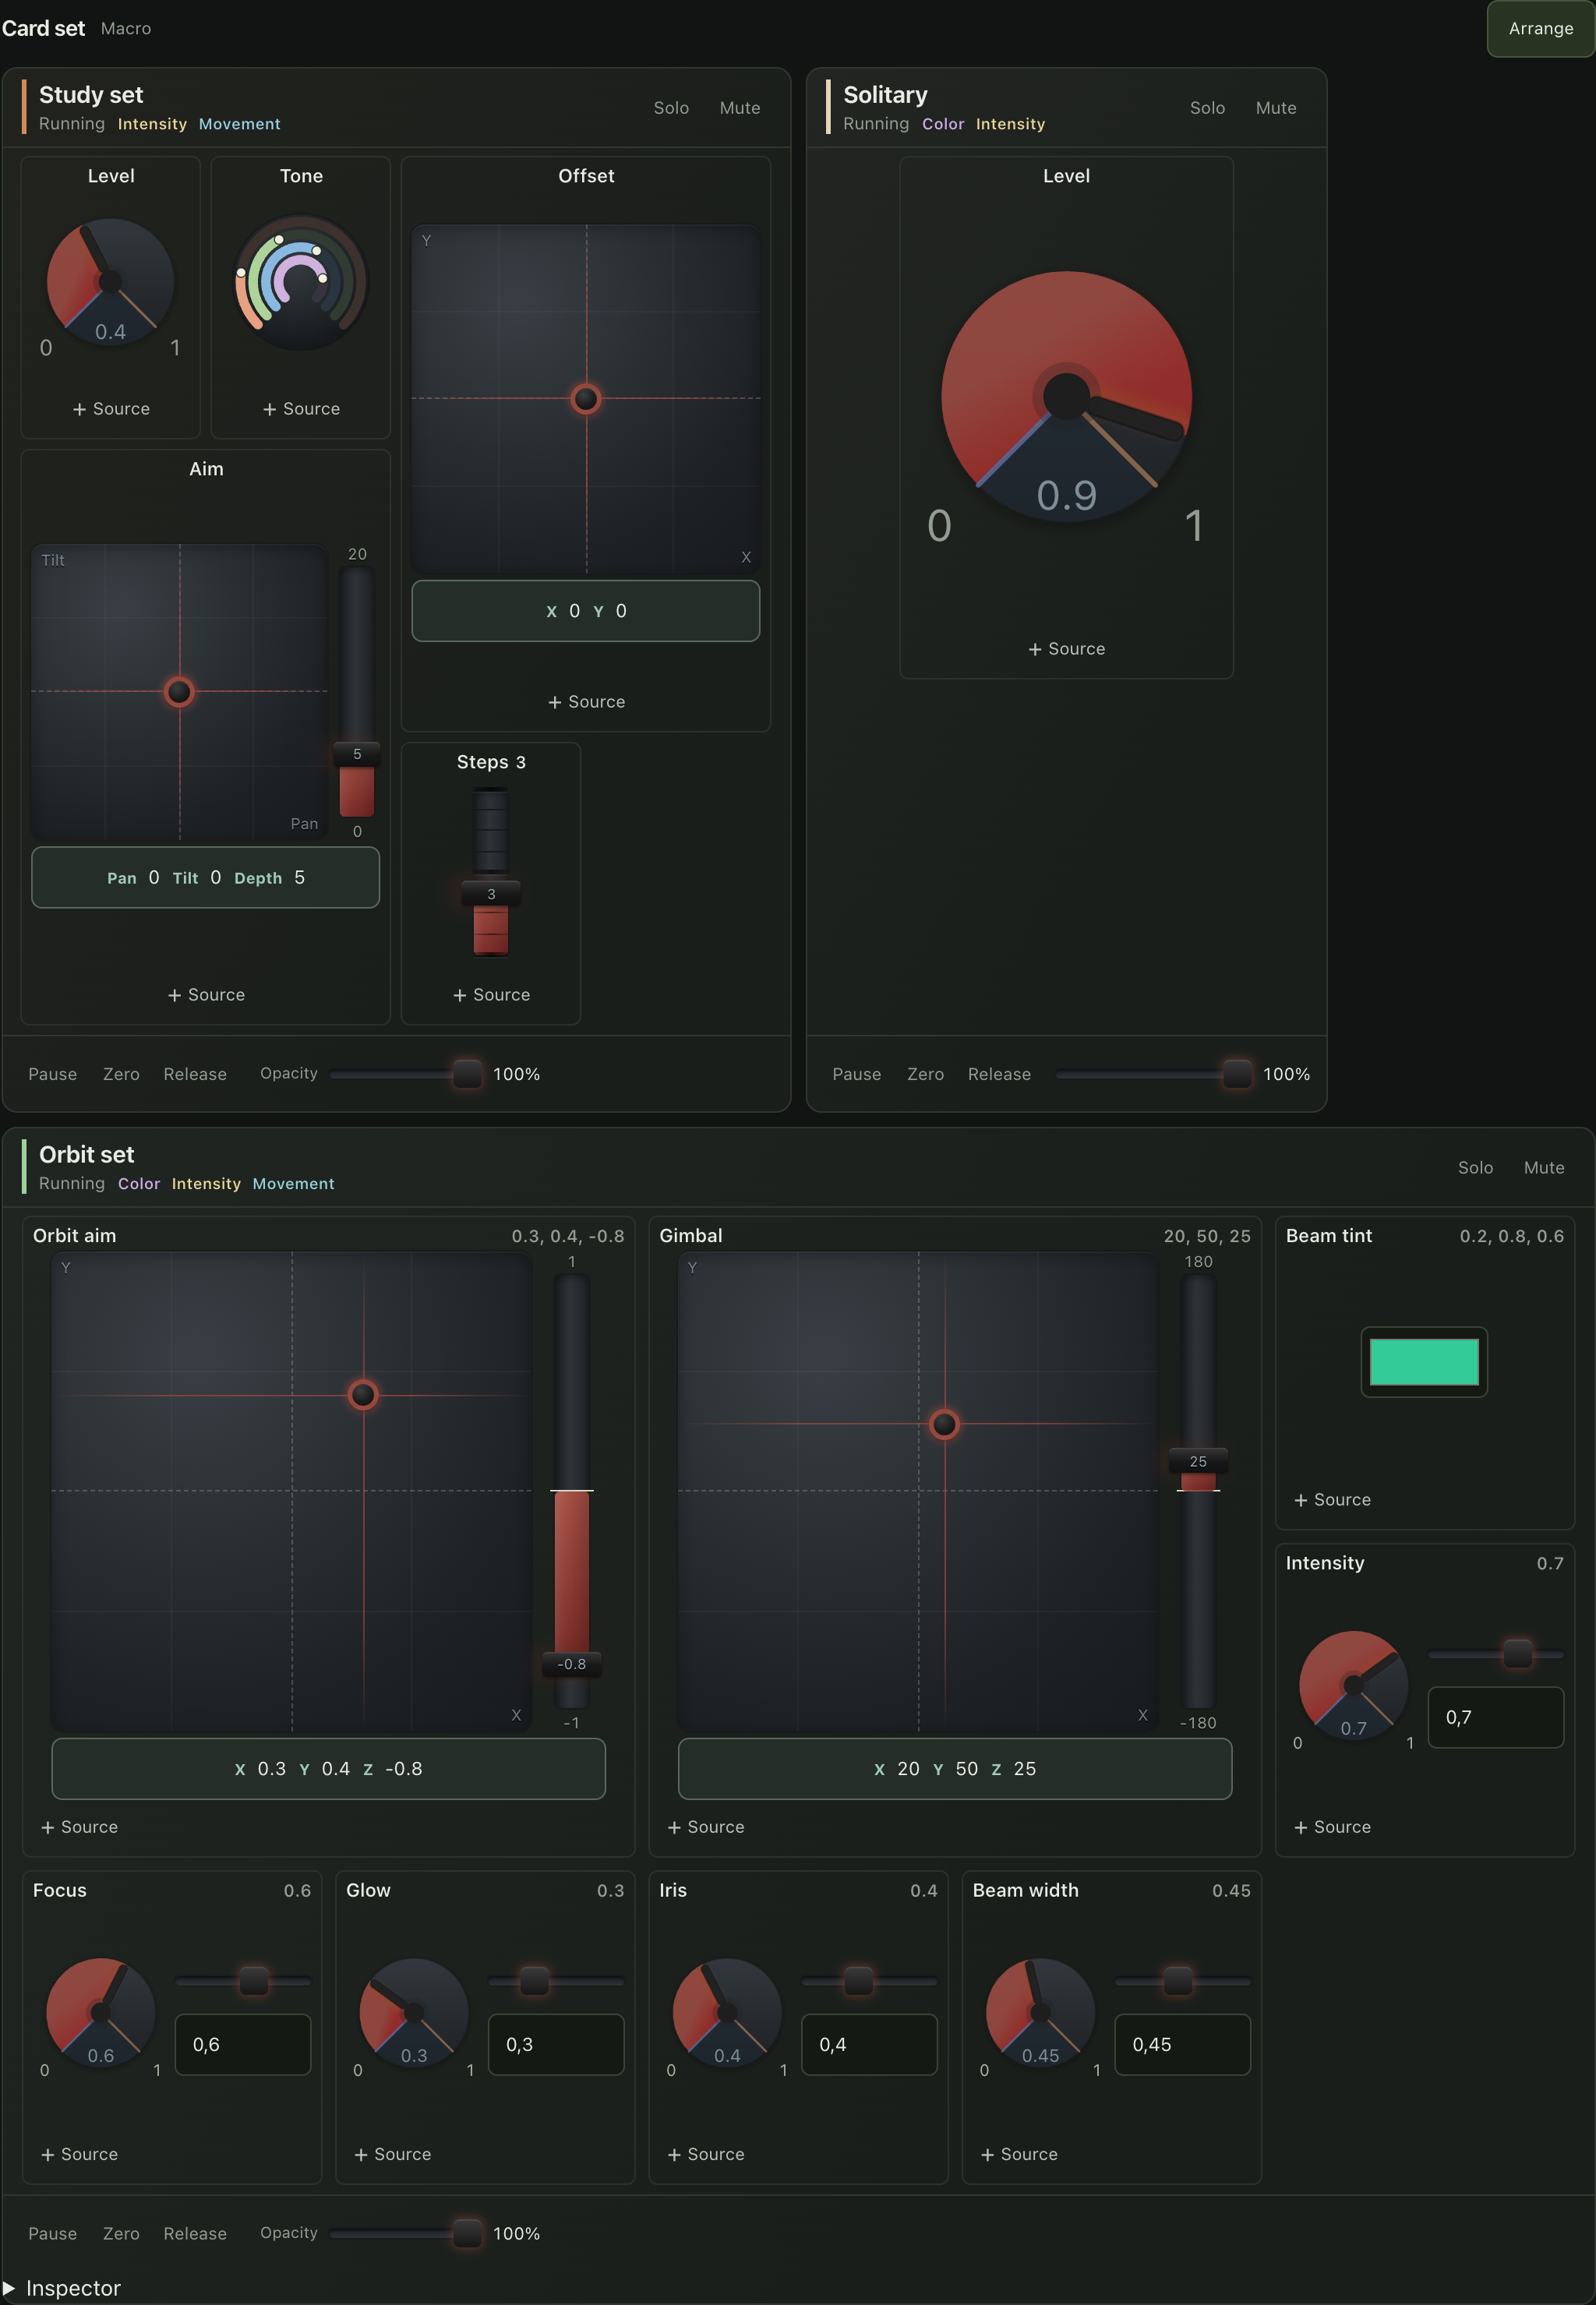 Card set Macro
Arrange
Study set
Running Intensity Movement
Solo Mute
Level
0.4
0 1
+ Source
Tone
+ Source
Offset
Y
X
X 0 Y 0
+ Source
Aim
Tilt
Pan
20
5
0
Pan 0 Tilt 0 Depth 5
+ Source
Steps 3
3
+ Source
Pause Zero Release Opacity 100%
Solitary
Running Color Intensity
Solo Mute
Level
0.9
0 1
+ Source
Pause Zero Release 100%
Orbit set
Running Color Intensity Movement
Solo Mute
Orbit aim 0.3, 0.4, -0.8
Y
X
1
-0.8
-1
X 0.3 Y 0.4 Z -0.8
+ Source
Gimbal 20, 50, 25
Y
X
180
25
-180
X 20 Y 50 Z 25
+ Source
Beam tint 0.2, 0.8, 0.6
+ Source
Intensity 0.7
0.7
0 1
0,7
+ Source
Focus 0.6
0.6
0 1
0,6
+ Source
Glow 0.3
0.3
0 1
0,3
+ Source
Iris 0.4
0.4
0 1
0,4
+ Source
Beam width 0.45
0.45
0 1
0,45
+ Source
Pause Zero Release Opacity 100%
Inspector